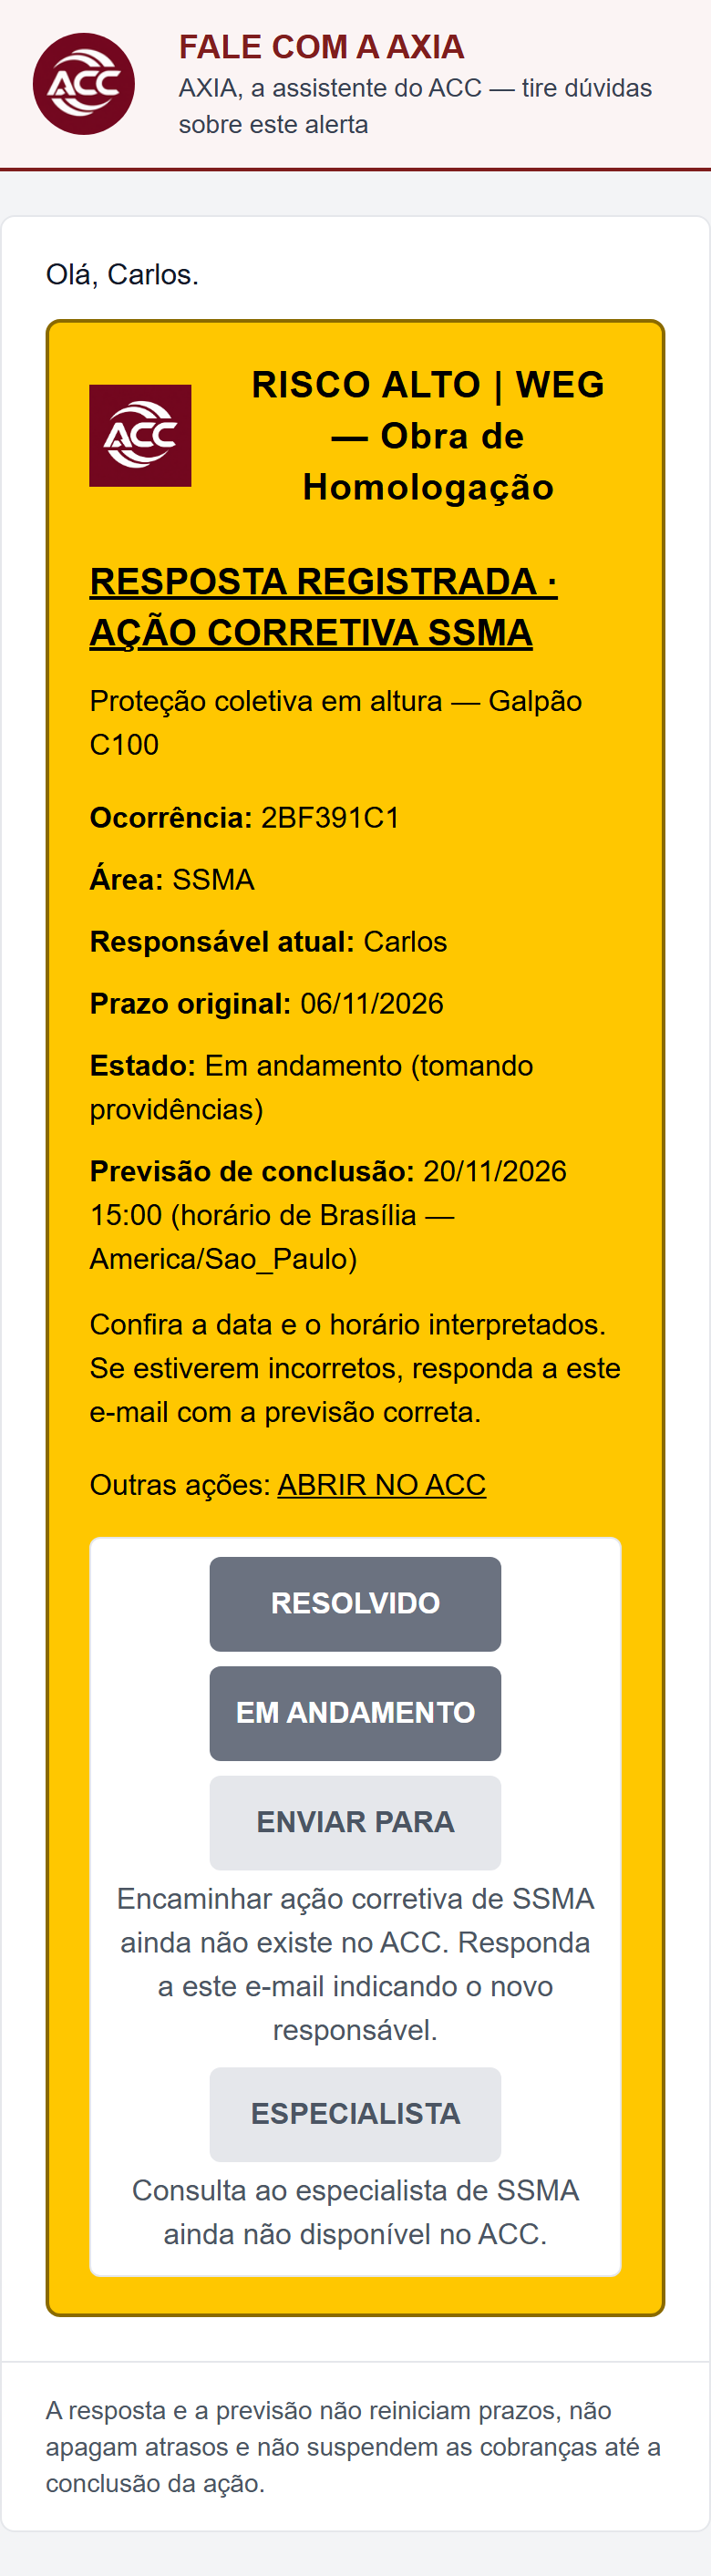 ACC
FALE COM A AXIA
AXIA, a assistente do ACC — tire dúvidas
sobre este alerta
Olá, Carlos.
ACC
RISCO ALTO | WEG
— Obra de
Homologação
RESPOSTA REGISTRADA ·
AÇÃO CORRETIVA SSMA
Proteção coletiva em altura — Galpão
C100
Ocorrência: 2BF391C1
Área: SSMA
Responsável atual: Carlos
Prazo original: 06/11/2026
Estado: Em andamento (tomando
providências)
Previsão de conclusão: 20/11/2026
15:00 (horário de Brasília —
America/Sao_Paulo)
Confira a data e o horário interpretados.
Se estiverem incorretos, responda a este
e-mail com a previsão correta.
Outras ações: ABRIR NO ACC
RESOLVIDO
EM ANDAMENTO
ENVIAR PARA
Encaminhar ação corretiva de SSMA
ainda não existe no ACC. Responda
a este e-mail indicando o novo
responsável.
ESPECIALISTA
Consulta ao especialista de SSMA
ainda não disponível no ACC.
A resposta e a previsão não reiniciam prazos, não
apagam atrasos e não suspendem as cobranças até a
conclusão da ação.